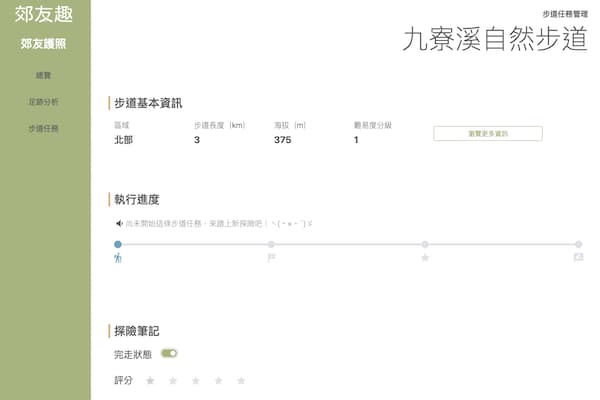 郊友趣
步道任務管理
九寮溪自然步道
郊友護照
總覽
足跡分析
步道任務
步道基本資訊
區域
步道長度（km）
海拔（m）
難易度分級
北部
3
375
1
瀏覽更多資訊
執行進度
尚未開始這條步道任務，來踏上新探險吧！
探險筆記
完走狀態
評分